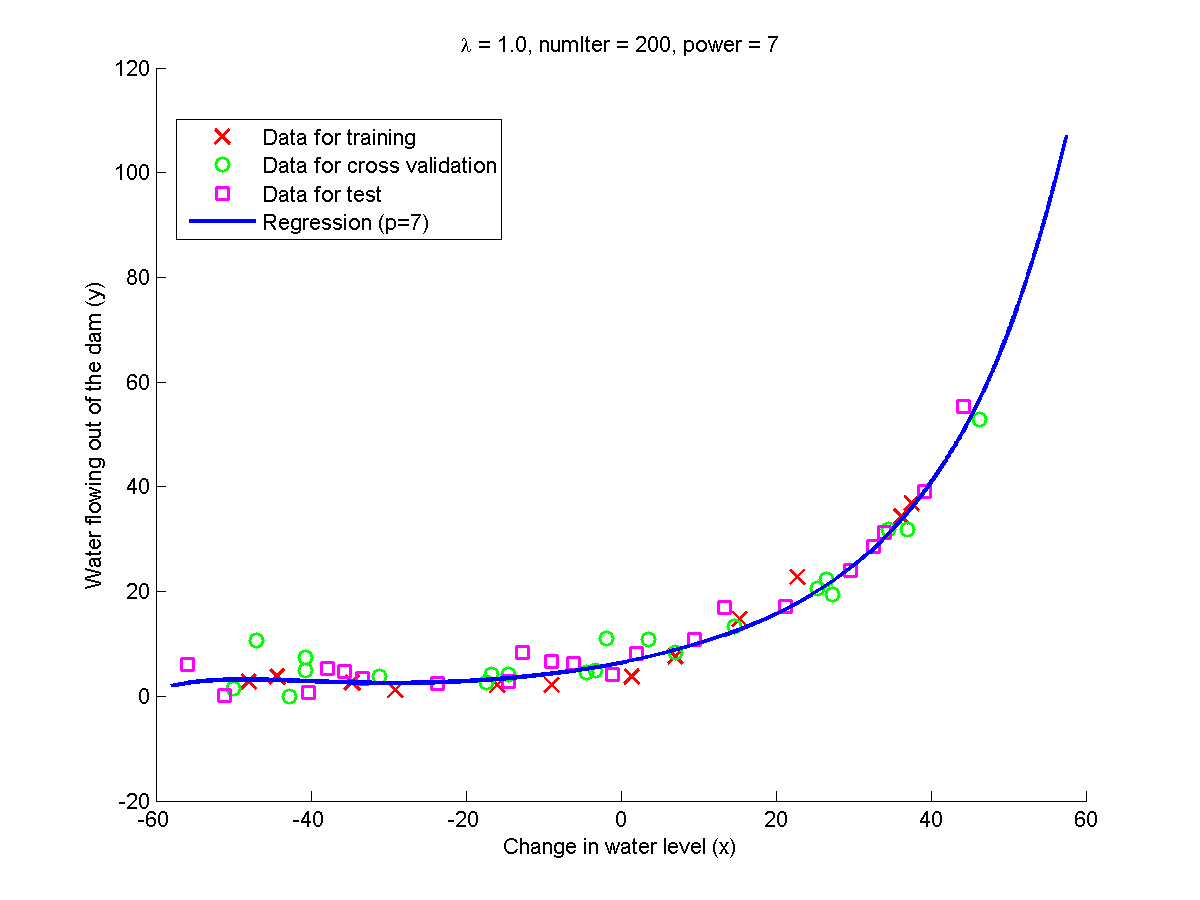 λ = 1.0, numIter = 200, power = 7
120
100
80
60
40
20
0
-20
Water flowing out of the dam (y)
Data for training
Data for cross validation
Data for test
Regression (p=7)
-60 -40 -20 0 20 40 60
Change in water level (x)